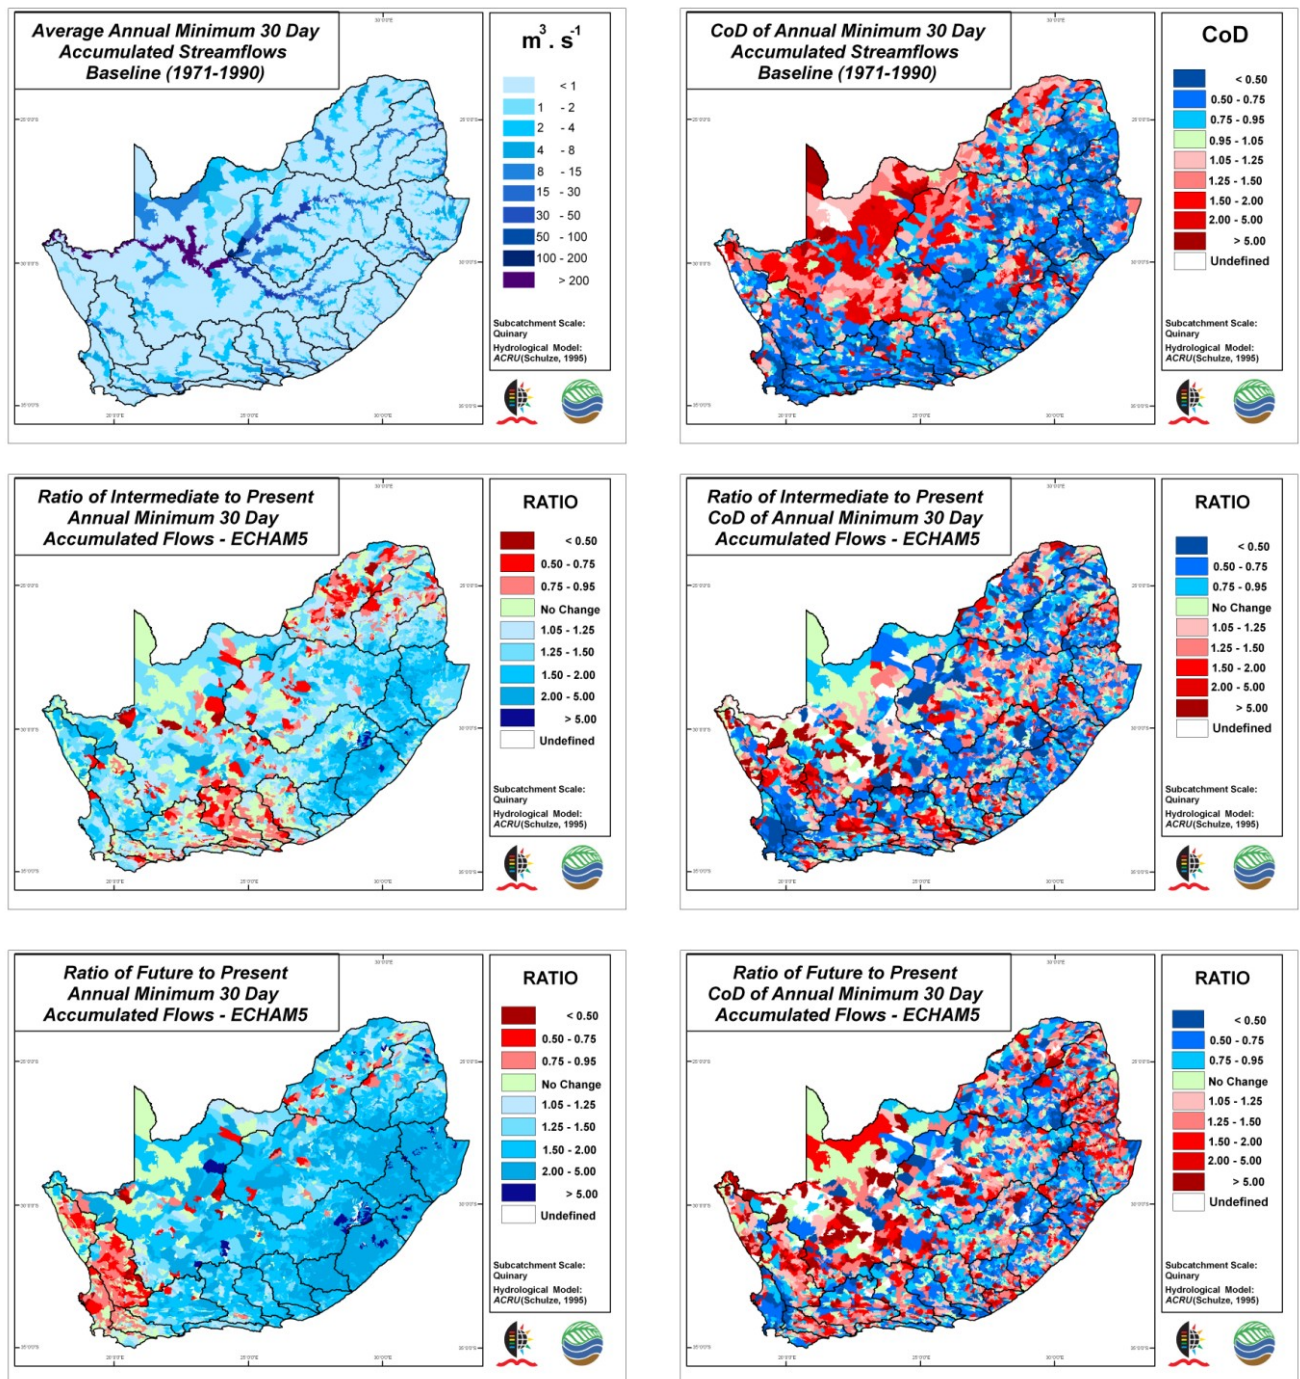 Average Annual Minimum 30 Day
Accumulated Streamflows
Baseline (1971-1990)
m³ . s⁻¹
< 1
1 - 2
2 - 4
4 - 8
8 - 15
15 - 30
30 - 50
50 - 100
100 - 200
> 200
Subcatchment Scale:
Quinary
Hydrological Model:
ACRU(Schulze, 1995)
CoD of Annual Minimum 30 Day
Accumulated Streamflows
Baseline (1971-1990)
CoD
< 0.50
0.50 - 0.75
0.75 - 0.95
0.95 - 1.05
1.05 - 1.25
1.25 - 1.50
1.50 - 2.00
2.00 - 5.00
> 5.00
Undefined
Subcatchment Scale:
Quinary
Hydrological Model:
ACRU(Schulze, 1995)
Ratio of Intermediate to Present
Annual Minimum 30 Day
Accumulated Flows - ECHAM5
RATIO
< 0.50
0.50 - 0.75
0.75 - 0.95
No Change
1.05 - 1.25
1.25 - 1.50
1.50 - 2.00
2.00 - 5.00
> 5.00
Undefined
Subcatchment Scale:
Quinary
Hydrological Model:
ACRU(Schulze, 1995)
Ratio of Intermediate to Present
CoD of Annual Minimum 30 Day
Accumulated Flows - ECHAM5
RATIO
< 0.50
0.50 - 0.75
0.75 - 0.95
No Change
1.05 - 1.25
1.25 - 1.50
1.50 - 2.00
2.00 - 5.00
> 5.00
Undefined
Subcatchment Scale:
Quinary
Hydrological Model:
ACRU(Schulze, 1995)
Ratio of Future to Present
Annual Minimum 30 Day
Accumulated Flows - ECHAM5
RATIO
< 0.50
0.50 - 0.75
0.75 - 0.95
No Change
1.05 - 1.25
1.25 - 1.50
1.50 - 2.00
2.00 - 5.00
> 5.00
Undefined
Subcatchment Scale:
Quinary
Hydrological Model:
ACRU(Schulze, 1995)
Ratio of Future to Present
CoD of Annual Minimum 30 Day
Accumulated Flows - ECHAM5
RATIO
< 0.50
0.50 - 0.75
0.75 - 0.95
No Change
1.05 - 1.25
1.25 - 1.50
1.50 - 2.00
2.00 - 5.00
> 5.00
Undefined
Subcatchment Scale:
Quinary
Hydrological Model:
ACRU(Schulze, 1995)